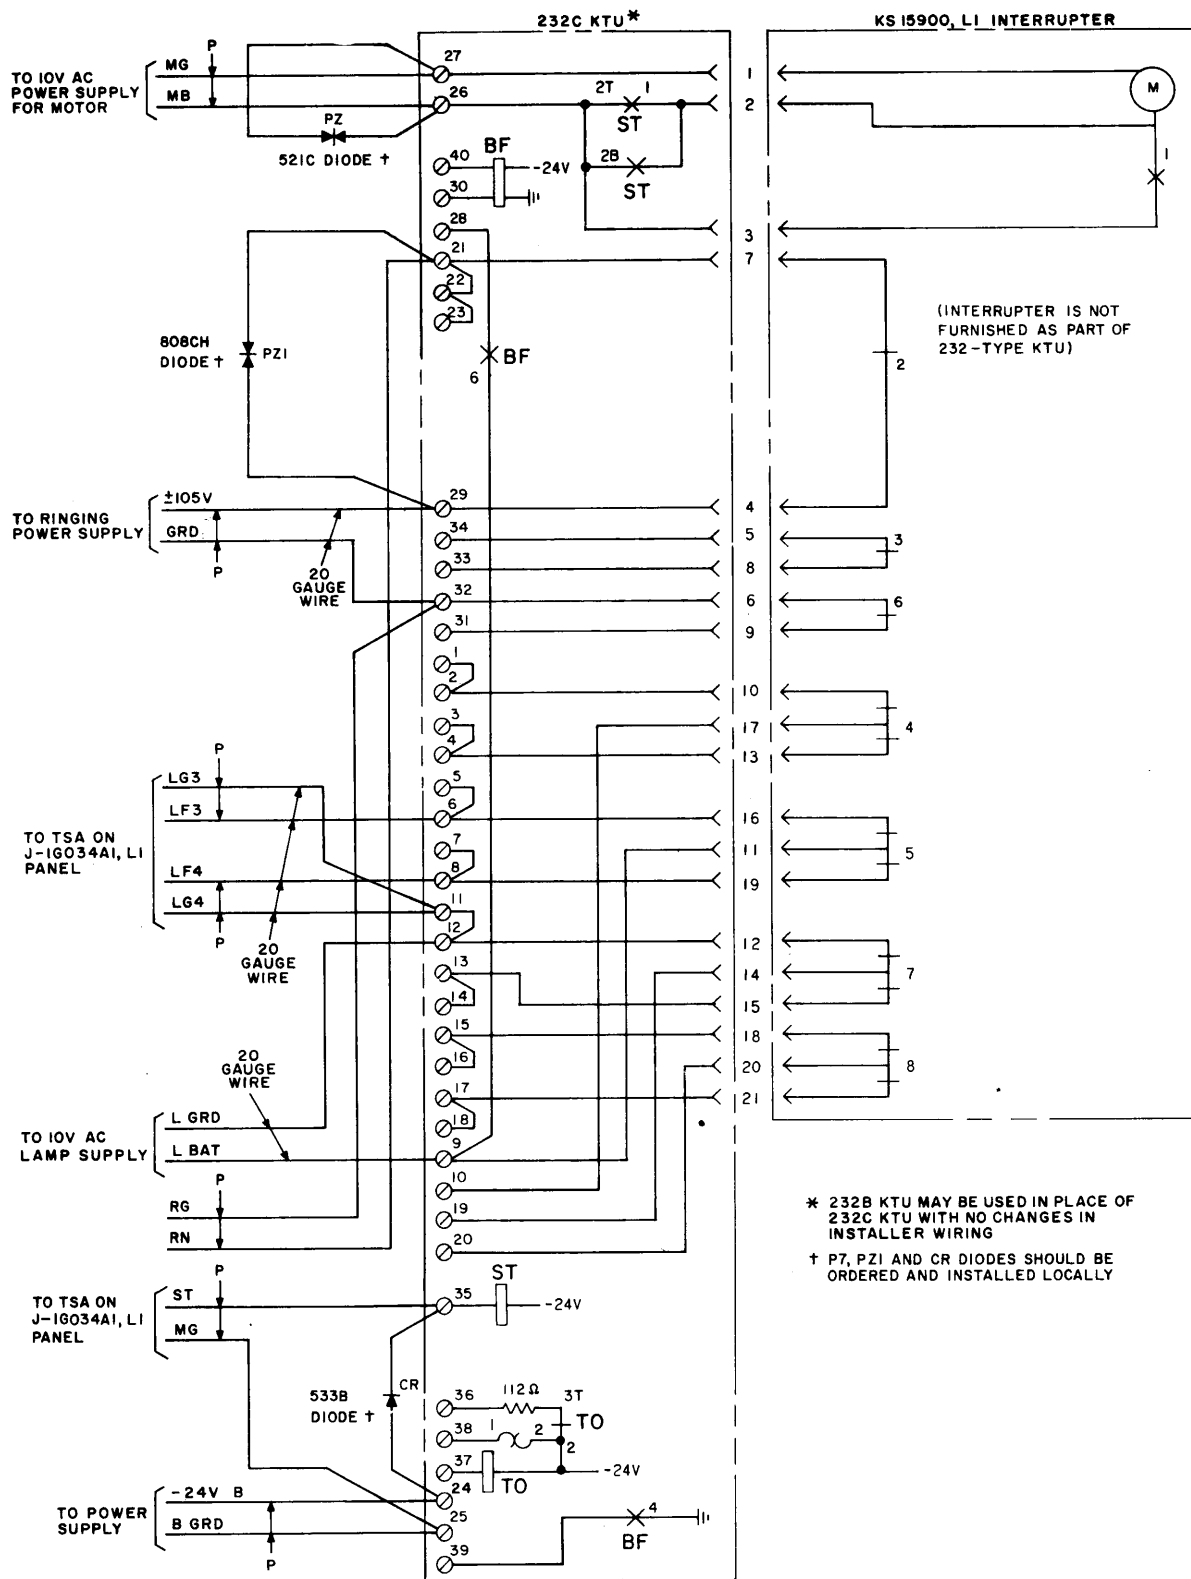 232C KTU*
KS 15900, L1 INTERRUPTER
P
TO 10V AC
POWER SUPPLY
FOR MOTOR
MG
MB
PZ
521C DIODE †
27
26
2T
1
ST
2B
ST
1
2
M
1
40
BF
-24V
30
28
21
22
23
3
7
808CH
DIODE †
PZ1
BF
6
2
(INTERRUPTER IS NOT
FURNISHED AS PART OF
232-TYPE KTU)
TO RINGING
POWER SUPPLY
±105V
GRD
P
20
GAUGE
WIRE
29
34
33
32
31
4
5
8
6
9
3
6
1
2
3
4
10
17
13
4
P
LG3
LF3
TO TSA ON
J-1G034A1, L1
PANEL
LF4
LG4
P
20
GAUGE
WIRE
5
6
7
8
11
12
16
11
19
5
13
14
15
16
17
18
12
14
15
7
18
20
21
8
20
GAUGE
WIRE
TO 10V AC
LAMP SUPPLY
L GRD
L BAT
9
10
19
20
P
RG
RN
* 232B KTU MAY BE USED IN PLACE OF
232C KTU WITH NO CHANGES IN
INSTALLER WIRING
† P7, PZ1 AND CR DIODES SHOULD BE
ORDERED AND INSTALLED LOCALLY
P
TO TSA ON
J-1G034A1, L1
PANEL
ST
MG
35
ST
-24V
533B
DIODE †
CR
36
112Ω
3T
TO
38
1
2
2
37
TO
-24V
TO POWER
SUPPLY
-24V B
B GRD
P
24
25
39
4
BF